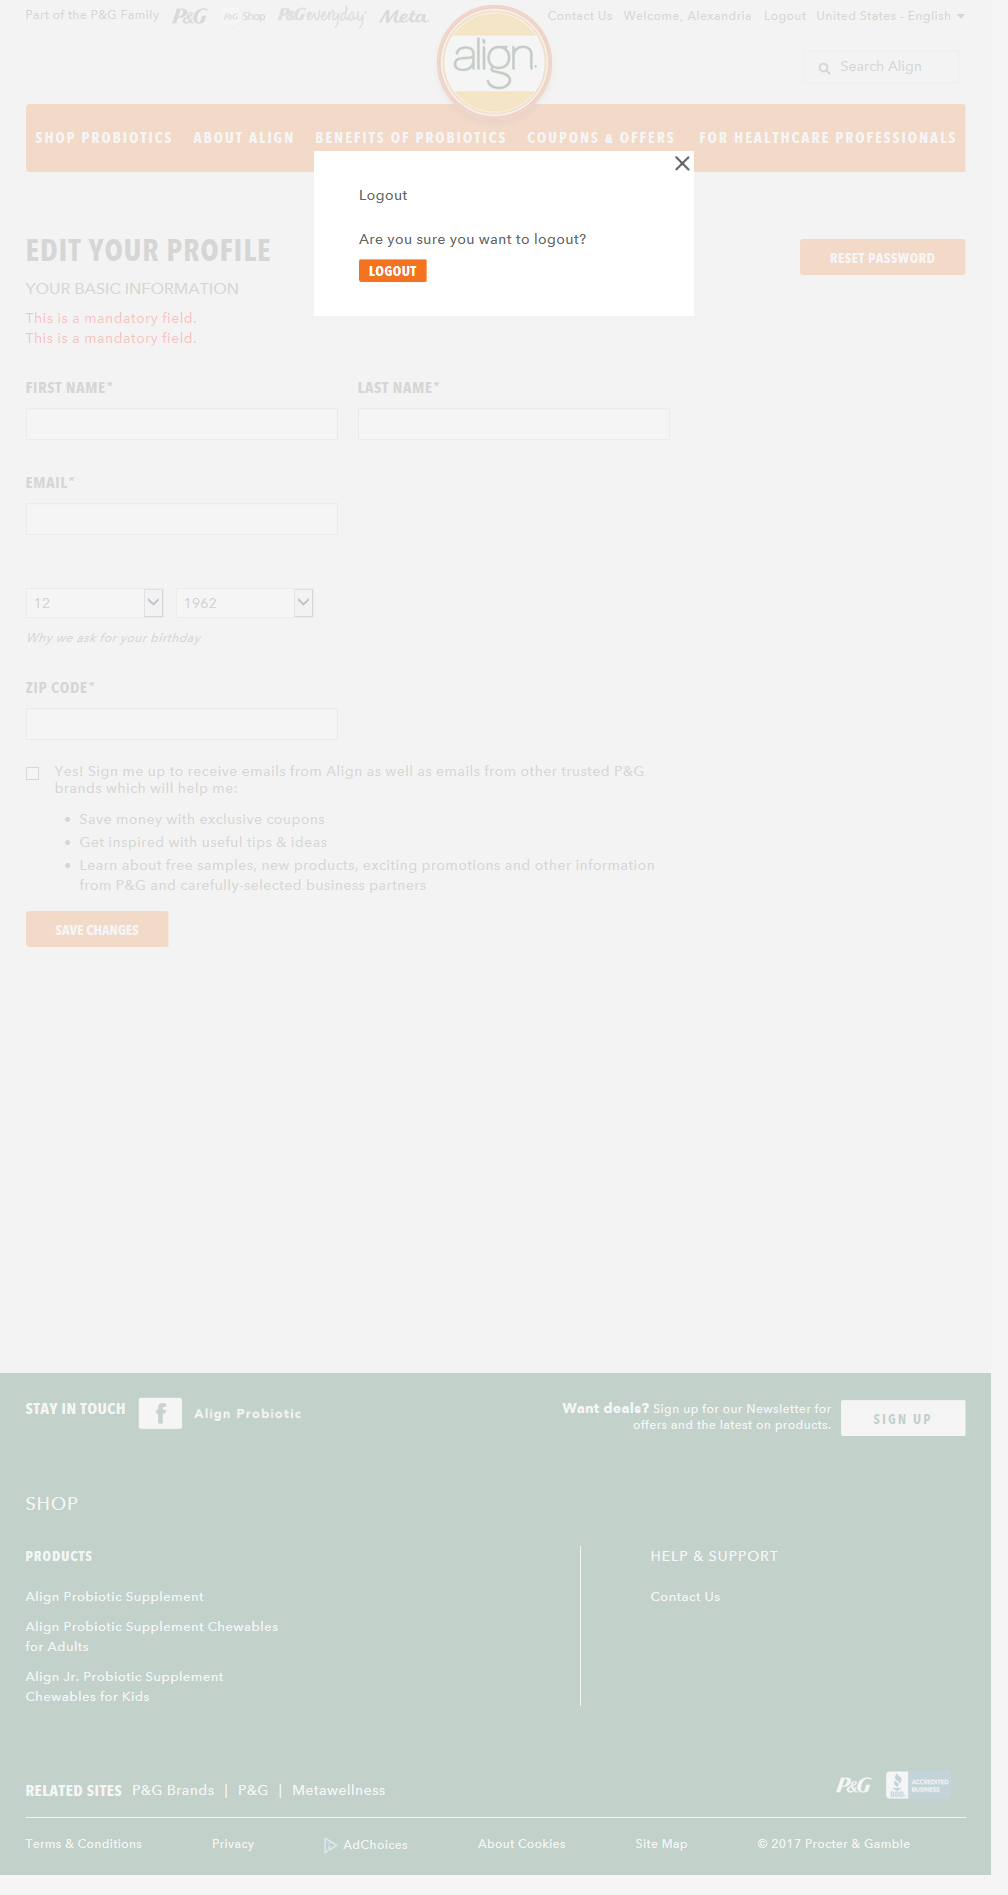 Part of the P&G Family P&G P&G Shop P&G everyday Meta
align.
Contact Us Welcome, Alexandria Logout United States - English
Search Align
SHOP PROBIOTICS ABOUT ALIGN BENEFITS OF PROBIOTICS COUPONS & OFFERS FOR HEALTHCARE PROFESSIONALS
Logout
Are you sure you want to logout?
LOGOUT
EDIT YOUR PROFILE
RESET PASSWORD
YOUR BASIC INFORMATION
This is a mandatory field.
This is a mandatory field.
FIRST NAME* LAST NAME*
EMAIL*
12 1962
Why we ask for your birthday
ZIP CODE*
Yes! Sign me up to receive emails from Align as well as emails from other trusted P&G
brands which will help me:
• Save money with exclusive coupons
• Get inspired with useful tips & ideas
• Learn about free samples, new products, exciting promotions and other information
from P&G and carefully-selected business partners
SAVE CHANGES
STAY IN TOUCH f Align Probiotic
Want deals? Sign up for our Newsletter for
offers and the latest on products.
SIGN UP
SHOP
PRODUCTS
Align Probiotic Supplement
Align Probiotic Supplement Chewables
for Adults
Align Jr. Probiotic Supplement
Chewables for Kids
HELP & SUPPORT
Contact Us
RELATED SITES P&G Brands | P&G | Metawellness
P&G
BBB
ACCREDITED
BUSINESS
Terms & Conditions Privacy AdChoices About Cookies Site Map © 2017 Procter & Gamble